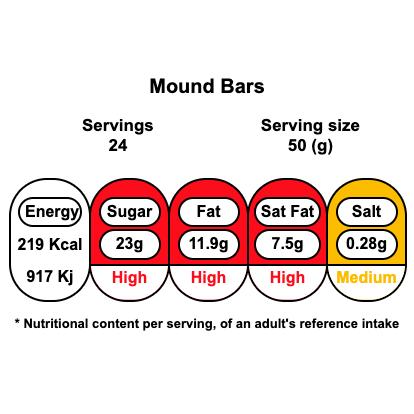 Mound Bars
Servings Serving size
24 50 (g)
Energy Sugar Fat Sat Fat Salt
219 Kcal 23g 11.9g 7.5g 0.28g
917 Kj High High High Medium
* Nutritional content per serving, of an adult's reference intake